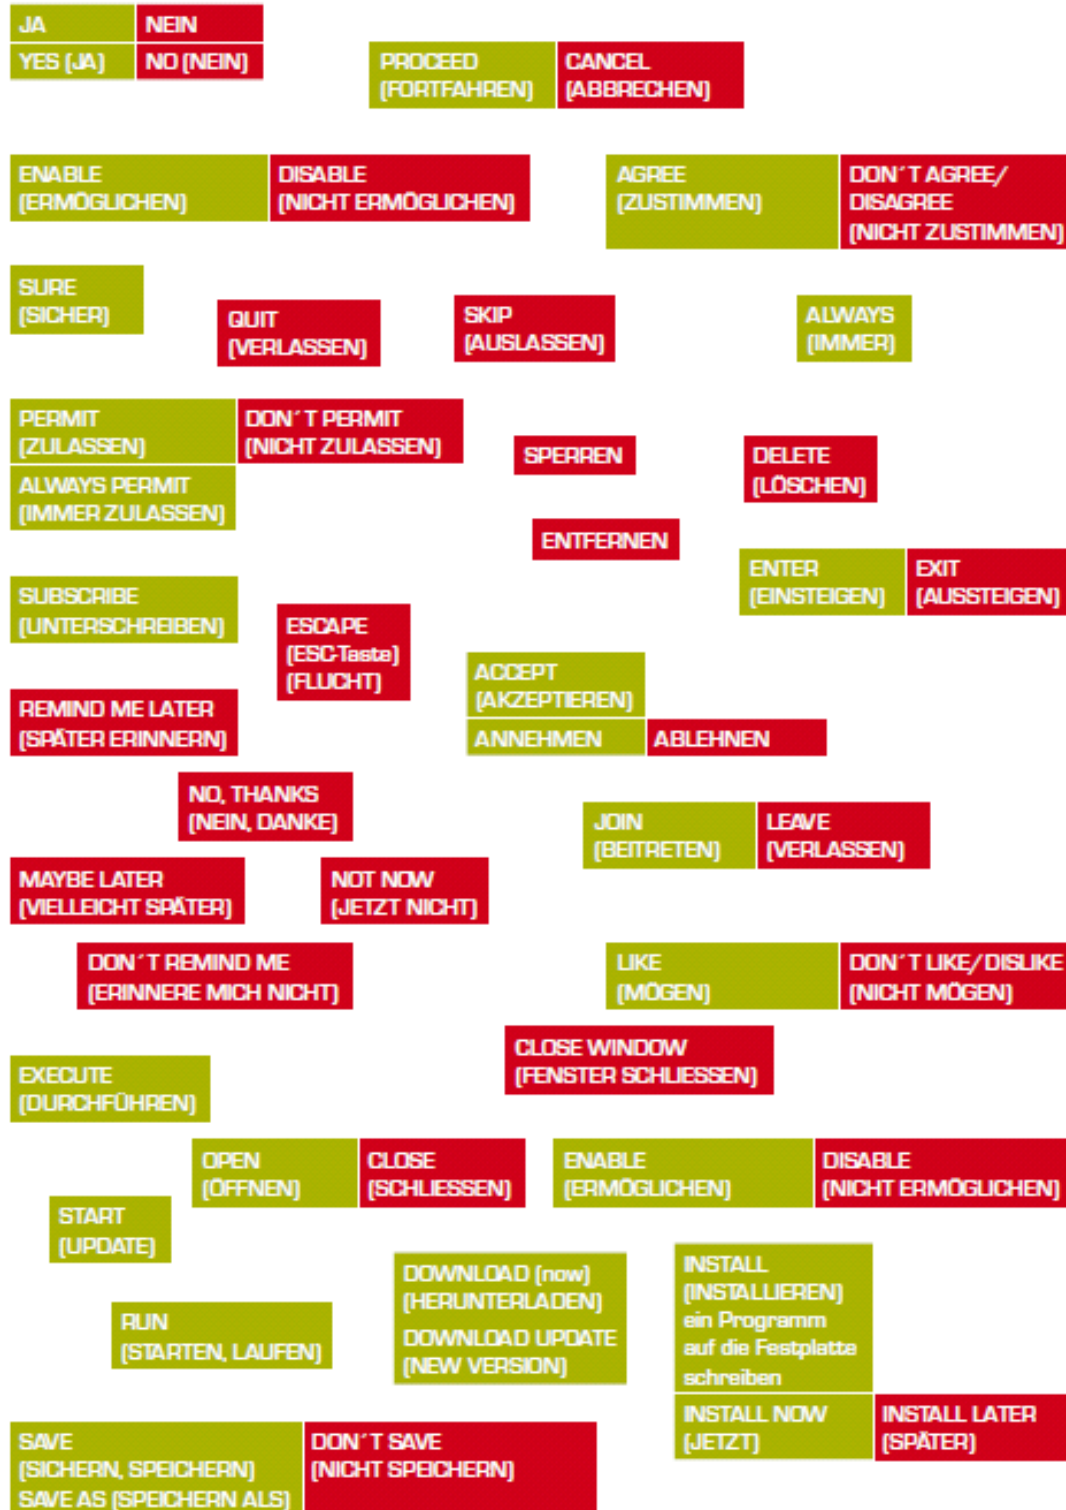 JA
NEIN
YES (JA)
NO (NEIN)
PROCEED
(FORTFAHREN)
CANCEL
(ABBRECHEN)
ENABLE
(ERMÖGLICHEN)
DISABLE
(NICHT ERMÖGLICHEN)
AGREE
(ZUSTIMMEN)
DON´T AGREE/
DISAGREE
(NICHT ZUSTIMMEN)
SURE
(SICHER)
QUIT
(VERLASSEN)
SKIP
(AUSLASSEN)
ALWAYS
(IMMER)
PERMIT
(ZULASSEN)
DON´T PERMIT
(NICHT ZULASSEN)
ALWAYS PERMIT
(IMMER ZULASSEN)
SPERREN
DELETE
(LÖSCHEN)
ENTFERNEN
ENTER
(EINSTEIGEN)
EXIT
(AUSSTEIGEN)
SUBSCRIBE
(UNTERSCHREIBEN)
ESCAPE
(ESC-Taste)
(FLUCHT)
ACCEPT
(AKZEPTIEREN)
ANNEHMEN
ABLEHNEN
REMIND ME LATER
(SPÄTER ERINNERN)
NO, THANKS
(NEIN, DANKE)
JOIN
(BEITRETEN)
LEAVE
(VERLASSEN)
MAYBE LATER
(VIELLEICHT SPÄTER)
NOT NOW
(JETZT NICHT)
DON´T REMIND ME
(ERINNERE MICH NICHT)
LIKE
(MÖGEN)
DON´T LIKE/DISLIKE
(NICHT MÖGEN)
CLOSE WINDOW
(FENSTER SCHLIESSEN)
EXECUTE
(DURCHFÜHREN)
OPEN
(ÖFFNEN)
CLOSE
(SCHLIESSEN)
ENABLE
(ERMÖGLICHEN)
DISABLE
(NICHT ERMÖGLICHEN)
START
(UPDATE)
DOWNLOAD (now)
(HERUNTERLADEN)
DOWNLOAD UPDATE
(NEW VERSION)
INSTALL
(INSTALLIEREN)
ein Programm
auf die Festplatte
schreiben
RUN
(STARTEN, LAUFEN)
INSTALL NOW
(JETZT)
INSTALL LATER
(SPÄTER)
SAVE
(SICHERN, SPEICHERN)
SAVE AS (SPEICHERN ALS)
DON´T SAVE
(NICHT SPEICHERN)